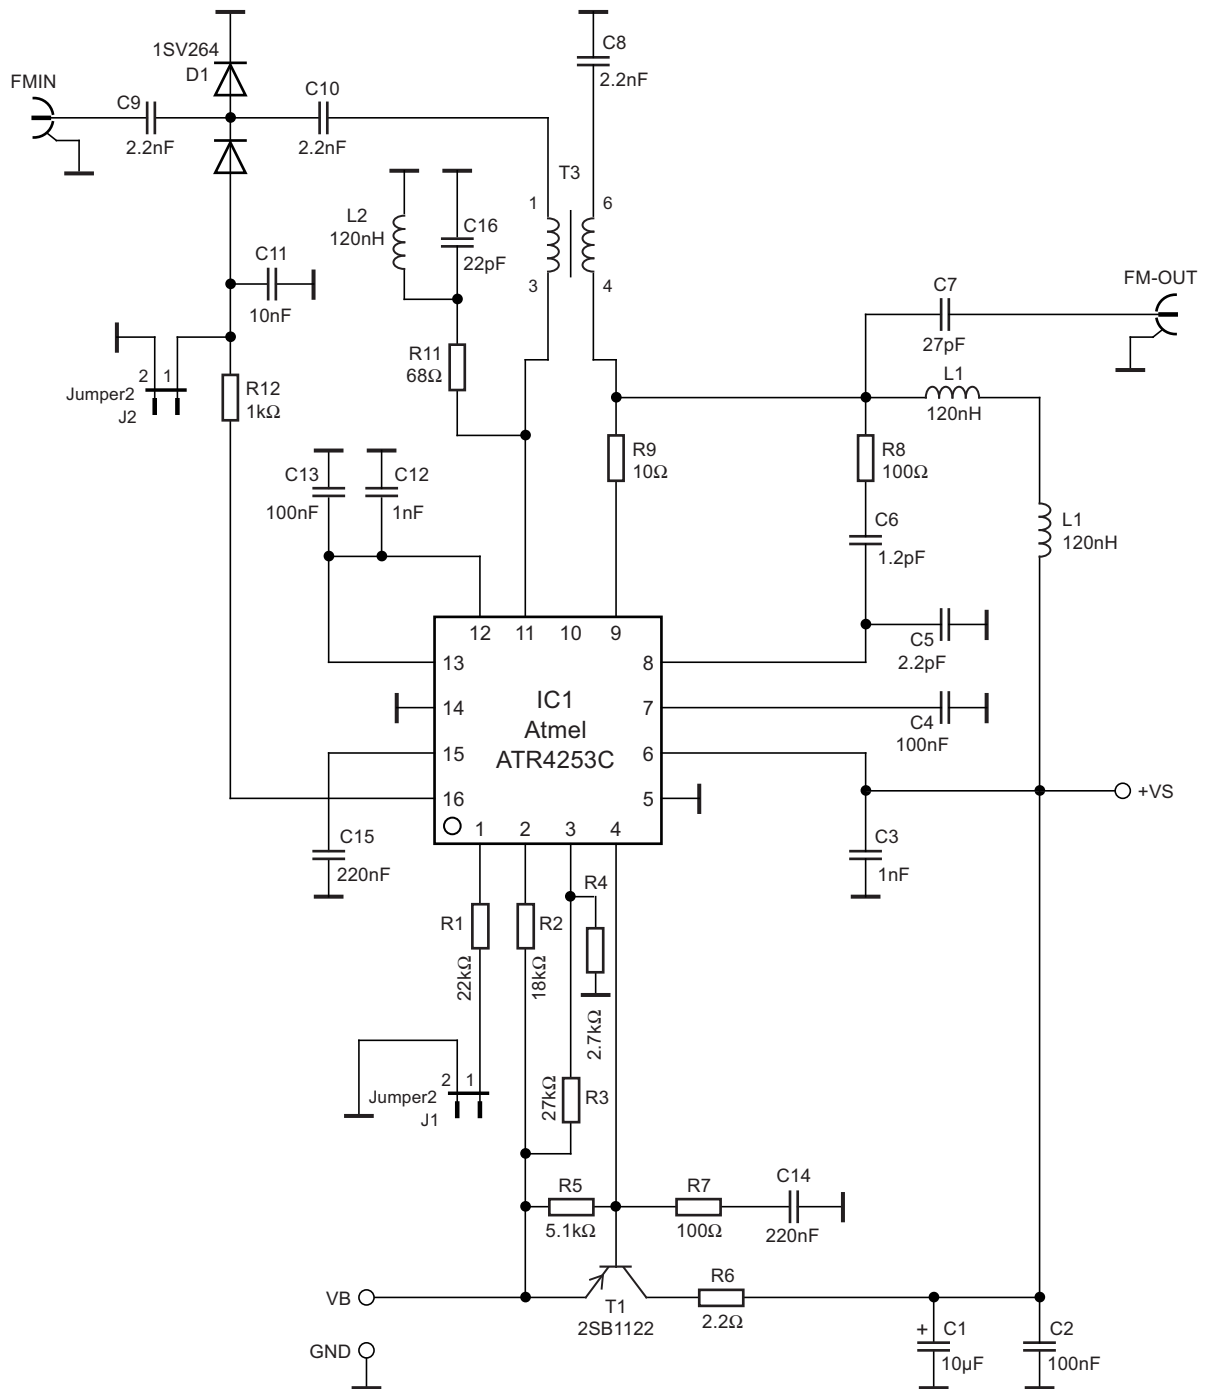 1SV264
D1
FMIN
C9
2.2nF
C10
2.2nF
C8
2.2nF
T3
1
6
3
4
L2
120nH
C16
22pF
C11
10nF
R11
68Ω
2 1
Jumper2
J2
R12
1kΩ
C7
27pF
FM-OUT
L1
120nH
R9
10Ω
R8
100Ω
C13
100nF
C12
1nF
C6
1.2pF
L1
120nH
12 11 10 9
13
14
15
16
IC1
Atmel
ATR4253C
8
7
6
5
1 2 3 4
C5
2.2pF
C4
100nF
+VS
C3
1nF
C15
220nF
R1
22kΩ
R2
18kΩ
R4
2.7kΩ
27kΩ
R3
2 1
Jumper2
J1
R5
5.1kΩ
R7
100Ω
C14
220nF
VB
T1
2SB1122
R6
2.2Ω
GND
+
C1
10µF
C2
100nF